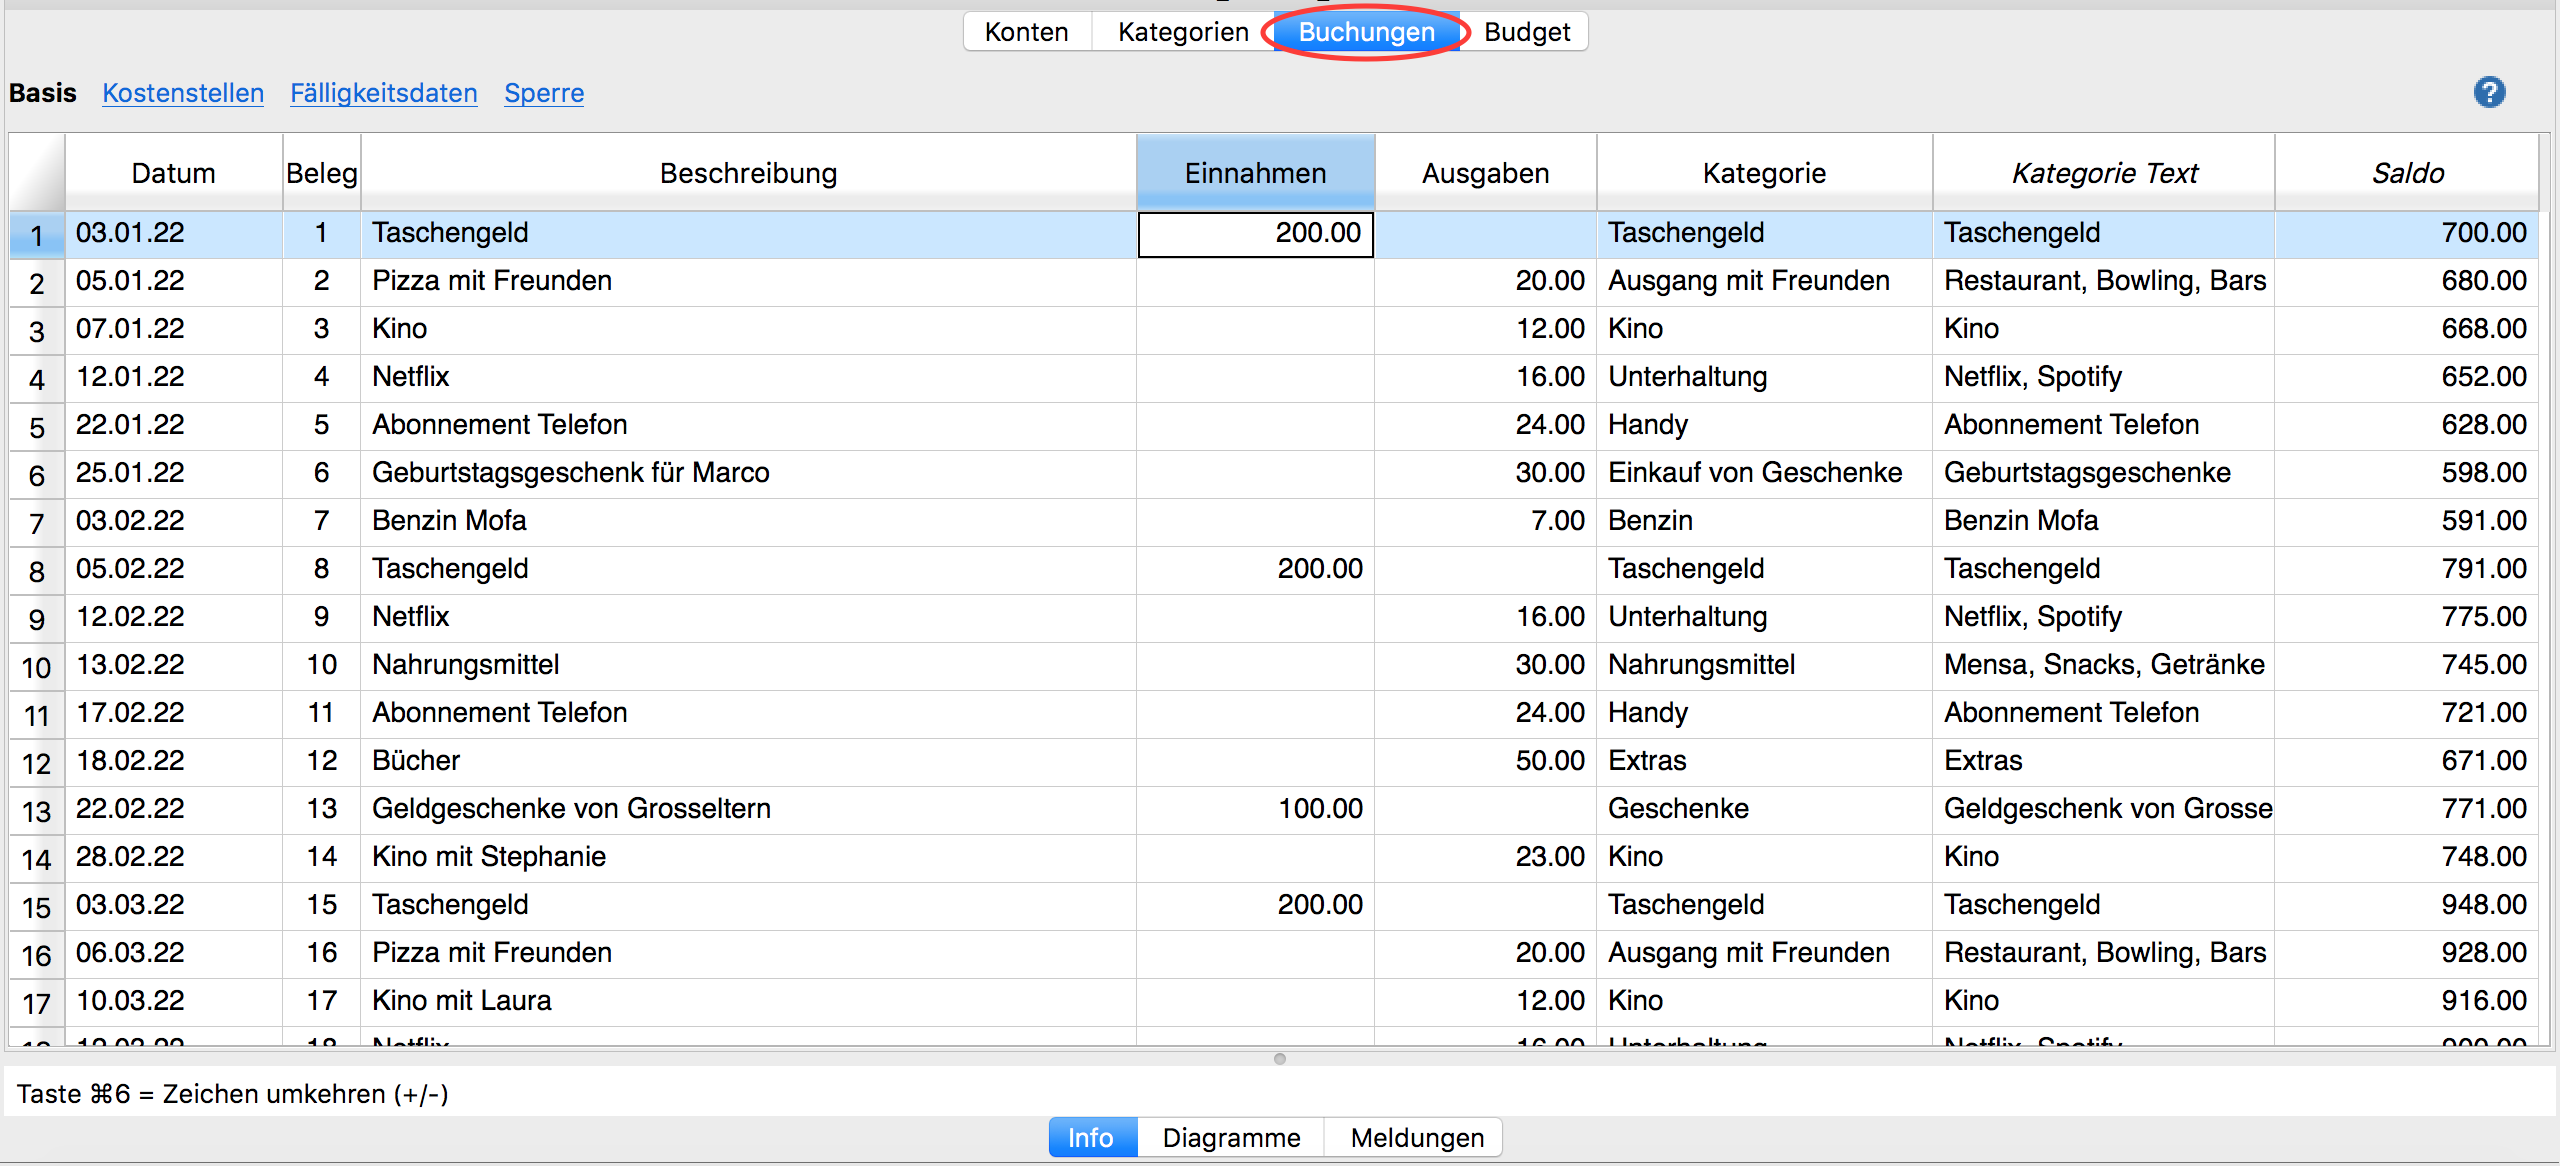 Konten Kategorien Buchungen Budget
Basis Kostenstellen Fälligkeitsdaten Sperre ?
Datum Beleg Beschreibung Einnahmen Ausgaben Kategorie Kategorie Text Saldo
1 03.01.22 1 Taschengeld 200.00 Taschengeld Taschengeld 700.00
2 05.01.22 2 Pizza mit Freunden 20.00 Ausgang mit Freunden Restaurant, Bowling, Bars 680.00
3 07.01.22 3 Kino 12.00 Kino Kino 668.00
4 12.01.22 4 Netflix 16.00 Unterhaltung Netflix, Spotify 652.00
5 22.01.22 5 Abonnement Telefon 24.00 Handy Abonnement Telefon 628.00
6 25.01.22 6 Geburtstagsgeschenk für Marco 30.00 Einkauf von Geschenke Geburtstagsgeschenke 598.00
7 03.02.22 7 Benzin Mofa 7.00 Benzin Benzin Mofa 591.00
8 05.02.22 8 Taschengeld 200.00 Taschengeld Taschengeld 791.00
9 12.02.22 9 Netflix 16.00 Unterhaltung Netflix, Spotify 775.00
10 13.02.22 10 Nahrungsmittel 30.00 Nahrungsmittel Mensa, Snacks, Getränke 745.00
11 17.02.22 11 Abonnement Telefon 24.00 Handy Abonnement Telefon 721.00
12 18.02.22 12 Bücher 50.00 Extras Extras 671.00
13 22.02.22 13 Geldgeschenke von Grosseltern 100.00 Geschenke Geldgeschenk von Grosse 771.00
14 28.02.22 14 Kino mit Stephanie 23.00 Kino Kino 748.00
15 03.03.22 15 Taschengeld 200.00 Taschengeld Taschengeld 948.00
16 06.03.22 16 Pizza mit Freunden 20.00 Ausgang mit Freunden Restaurant, Bowling, Bars 928.00
17 10.03.22 17 Kino mit Laura 12.00 Kino Kino 916.00
18 12.03.22 18 Netflix 16.00 Unterhaltung Netflix, Spotify 900.00
Taste ⌘6 = Zeichen umkehren (+/-)
Info Diagramme Meldungen